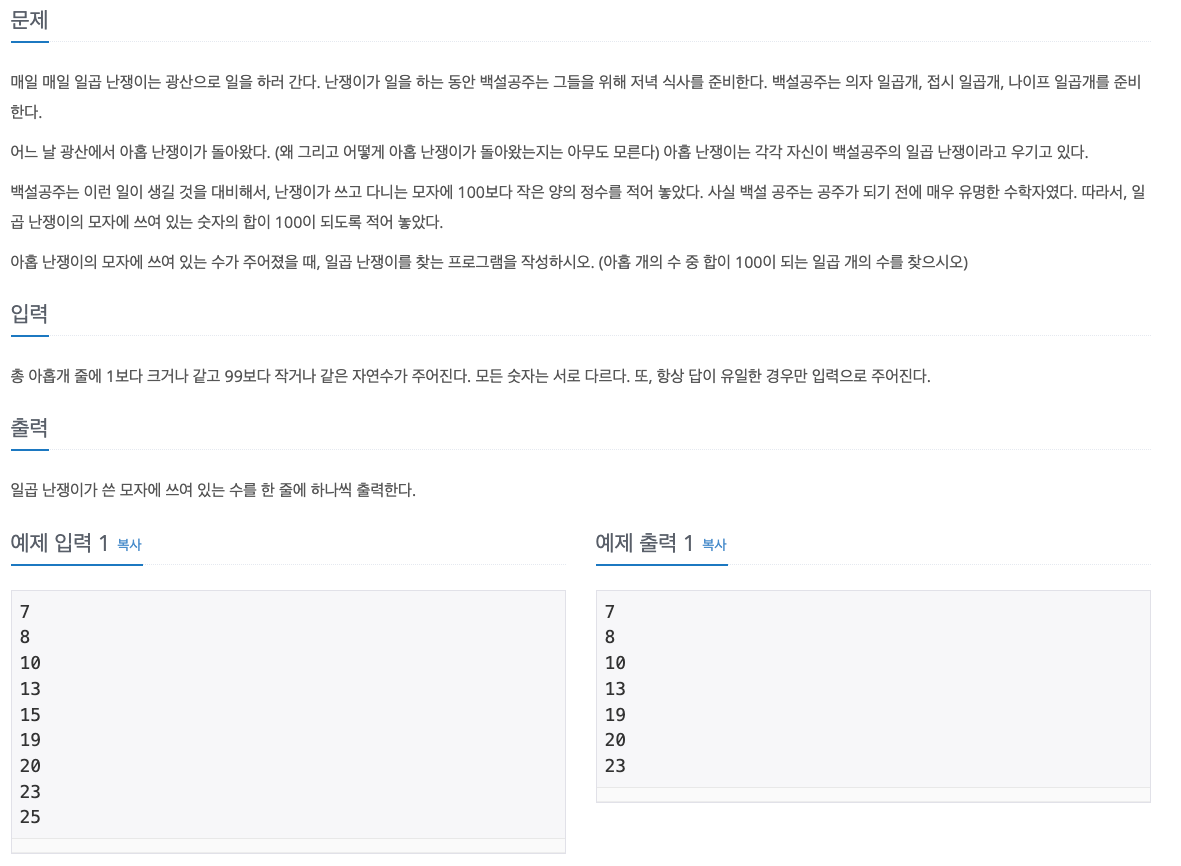 문제
매일 매일 일곱 난쟁이는 광산으로 일을 하러 간다. 난쟁이가 일을 하는 동안 백설공주는 그들을 위해 저녁 식사를 준비한다. 백설공주는 의자 일곱개, 접시 일곱개, 나이프 일곱개를 준비
한다.
어느 날 광산에서 아홉 난쟁이가 돌아왔다. (왜 그리고 어떻게 아홉 난쟁이가 돌아왔는지는 아무도 모른다) 아홉 난쟁이는 각각 자신이 백설공주의 일곱 난쟁이라고 우기고 있다.
백설공주는 이런 일이 생길 것을 대비해서, 난쟁이가 쓰고 다니는 모자에 100보다 작은 양의 정수를 적어 놓았다. 사실 백설 공주는 공주가 되기 전에 매우 유명한 수학자였다. 따라서, 일
곱 난쟁이의 모자에 쓰여 있는 숫자의 합이 100이 되도록 적어 놓았다.
아홉 난쟁이의 모자에 쓰여 있는 수가 주어졌을 때, 일곱 난쟁이를 찾는 프로그램을 작성하시오. (아홉 개의 수 중 합이 100이 되는 일곱 개의 수를 찾으시오)
입력
총 아홉개 줄에 1보다 크거나 같고 99보다 작거나 같은 자연수가 주어진다. 모든 숫자는 서로 다르다. 또, 항상 답이 유일한 경우만 입력으로 주어진다.
출력
일곱 난쟁이가 쓴 모자에 쓰여 있는 수를 한 줄에 하나씩 출력한다.
예제 입력 1 복사
7
8
10
13
15
19
20
23
25
예제 출력 1 복사
7
8
10
13
19
20
23